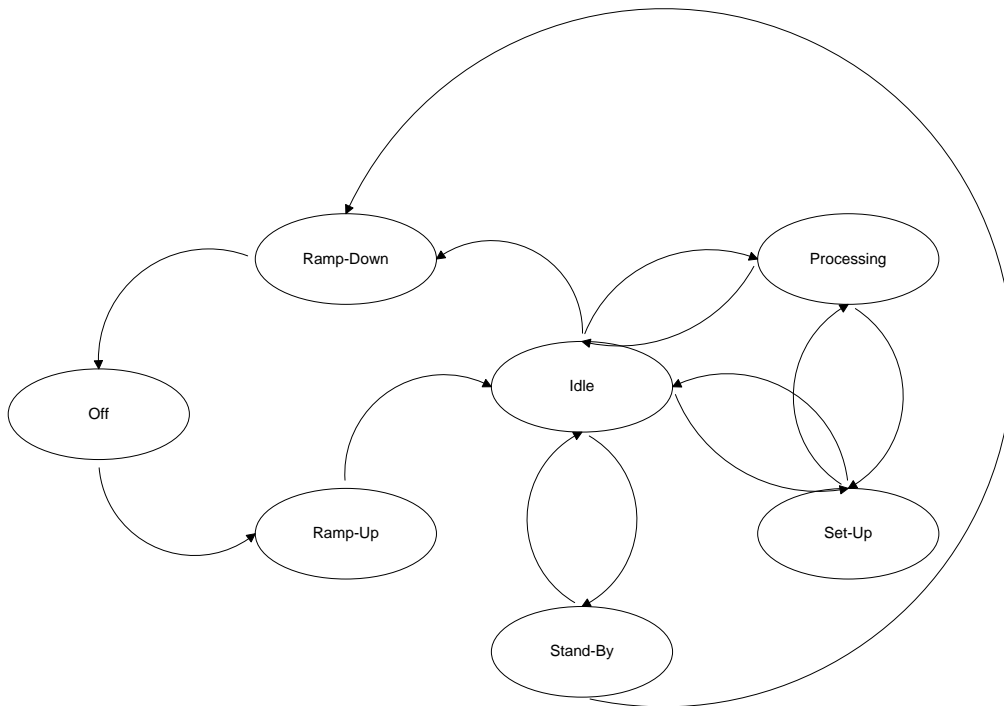 Ramp-Down
Processing
Idle
Off
Ramp-Up
Set-Up
Stand-By